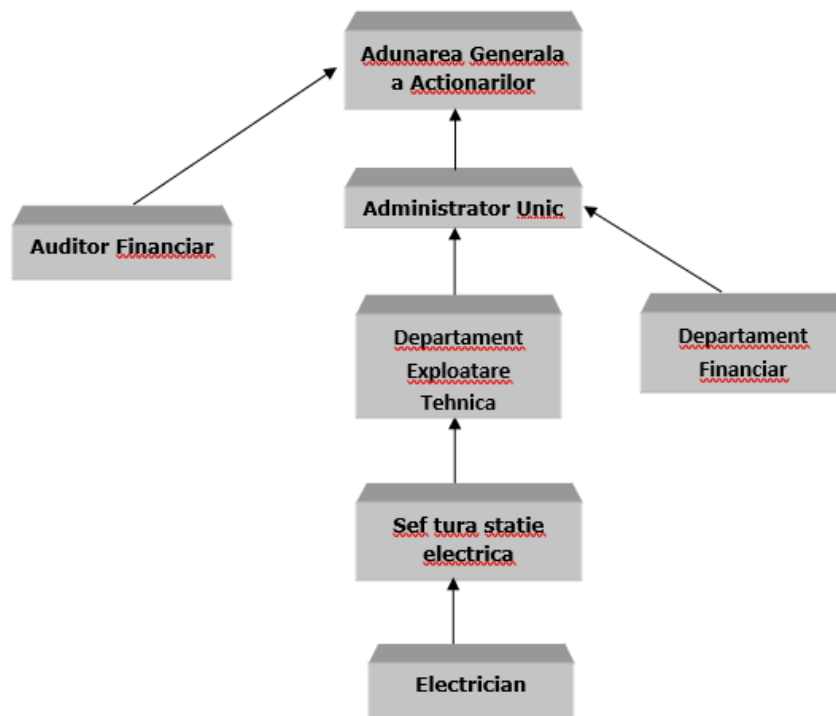 Adunarea Generala
a Actionarilor
Administrator Unic
Auditor Financiar
Departament
Exploatare
Tehnica
Departament
Financiar
Sef tura statie
electrica
Electrician